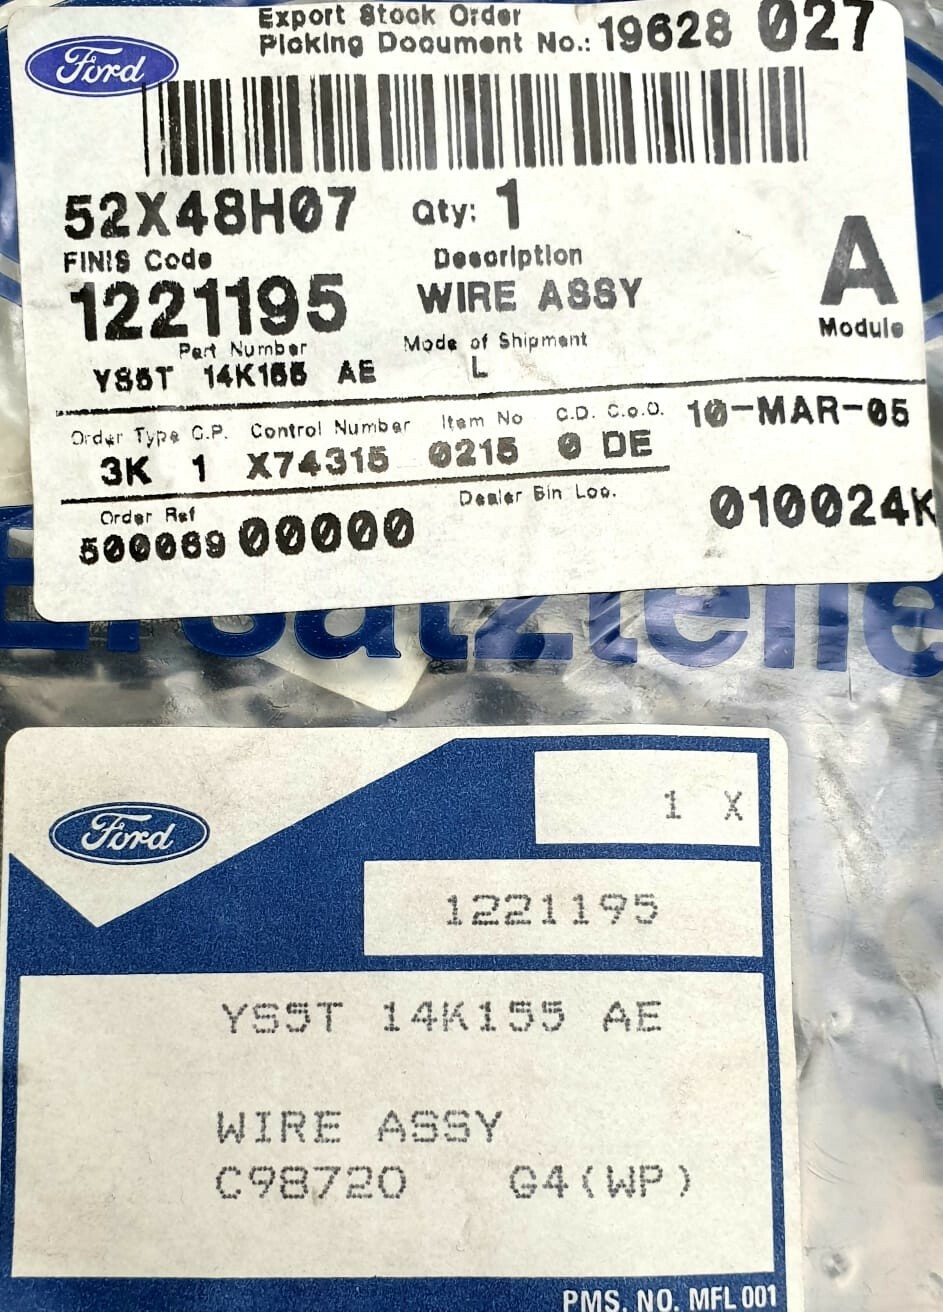 Ford
Export Stock Order
Picking Document No.: 19628 027
52X48H07 Qty: 1
FINIS Code Description
1221195 WIRE ASSY
A
Module
Part Number Mode of Shipment
YS5T 14K155 AE L
Order Type C.P. Control Number Item No C.D. C.o.O. 10-MAR-05
3K 1 X74315 0215 0 DE
Order Ref Dealer Bin Loc.
500069 00000 010024K
Ersatzteile
Ford
1 X
1221195
YS5T 14K155 AE
WIRE ASSY
C98720 G4(WP)
PMS. NO. MFL 001